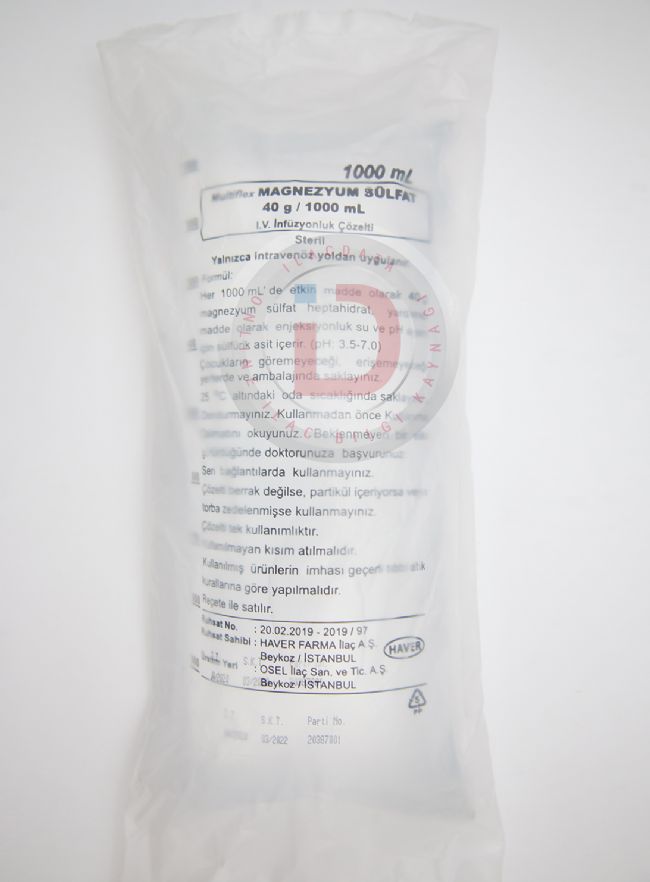 1000 mL
Multiflex MAGNEZYUM SÜLFAT
40 g / 1000 mL
I.V. İnfüzyonluk Çözelti
Steril
Yalnızca intravenöz yoldan uygulanır.
Formül:
Her 1000 mL' de etkin madde olarak 40
magnezyum sülfat heptahidrat, yardımcı
madde olarak enjeksiyonluk su ve pH
için sülfürik asit içerir. (pH: 3.5-7.0)
Çocukların göremeyeceği, erişemeyeceği
yerlerde ve ambalajında saklayınız.
25 °C altındaki oda sıcaklığında
Dondurmayınız. Kullanmadan önce
okuyunuz. Beklenmeyen bir
görüldüğünde doktorunuza başvurunuz.
Seri bağlantılarda kullanmayınız.
Çözelti berrak değilse, partikül içeriyorsa veya
torba zedelenmişse kullanmayınız.
Çözelti tek kullanımlıktır.
Kullanılmayan kısım atılmalıdır.
Kullanılmış ürünlerin imhası geçerli tıbbi atık
kurallarına göre yapılmalıdır.
Reçete ile satılır.
Ruhsat No. : 20.02.2019 - 2019 / 97
Ruhsat Sahibi : HAVER FARMA İlaç A.Ş.
Beykoz / İSTANBUL
HAVER
Üretim Yeri : OSEL İlaç San. ve Tic. A.Ş.
Beykoz / İSTANBUL
5
PP
S.K.T. Parti No.
03/2022 20397001
İLAÇ BİLGİ KAYNAĞI